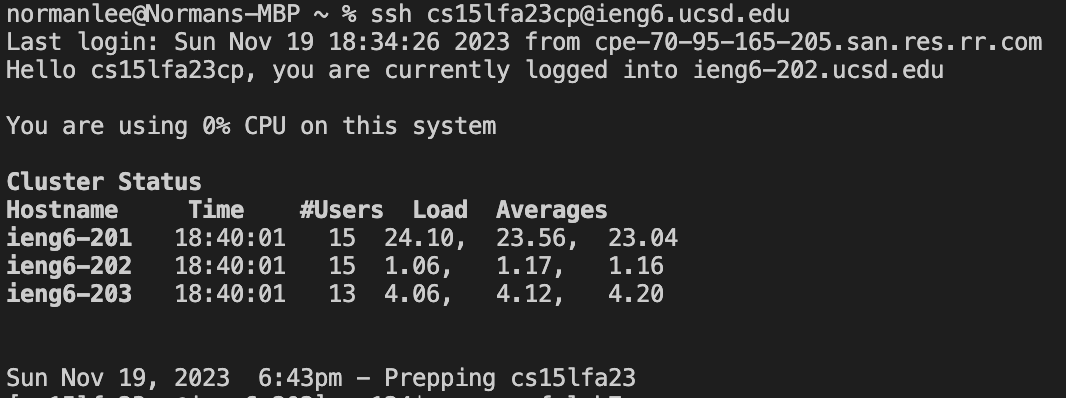 normanlee@Normans-MBP ~ % ssh cs15lfa23cp@ieng6.ucsd.edu
Last login: Sun Nov 19 18:34:26 2023 from cpe-70-95-165-205.san.res.rr.com
Hello cs15lfa23cp, you are currently logged into ieng6-202.ucsd.edu
You are using 0% CPU on this system
Cluster Status
Hostname     Time    #Users  Load  Averages
ieng6-201   18:40:01   15  24.10,  23.56,  23.04
ieng6-202   18:40:01   15  1.06,   1.17,   1.16
ieng6-203   18:40:01   13  4.06,   4.12,   4.20
Sun Nov 19, 2023  6:43pm - Prepping cs15lfa23